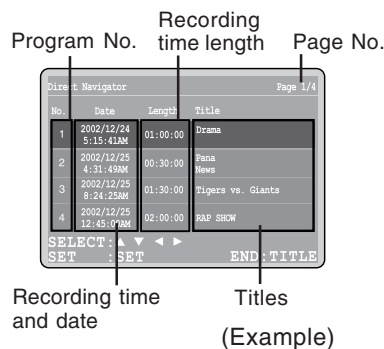 Recording
Program No. time length Page No.
Direct Navigator Page 1/4
No. Date Length Title
1 2002/12/24 5:15:41AM 01:00:00 Drama
2 2002/12/25 4:31:49AM 00:30:00 Pana News
3 2002/12/25 8:24:25AM 01:30:00 Tigers vs. Giants
4 2002/12/25 12:45:00AM 02:00:00 RAP SHOW
SELECT:▲ ▼ ◀ ▶
SET :SET END:TITLE
Recording time Titles
and date
(Example)